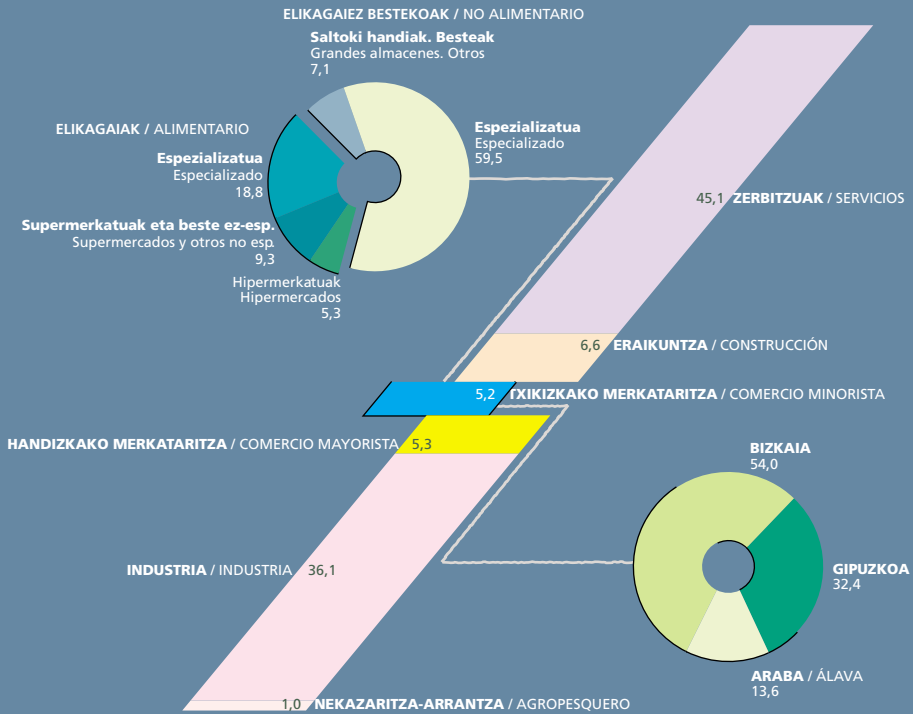 ELIKAGAIEZ BESTEKOAK / NO ALIMENTARIO
Saltoki handiak. Besteak
Grandes almacenes. Otros
7,1
ELIKAGAIAK / ALIMENTARIO
Espezializatua
Especializado
59,5
Espezializatua
Especializado
18,8
Supermerkatuak eta beste ez-esp.
Supermercados y otros no esp.
9,3
Hipermerkatuak
Hipermercados
5,3
45,1 ZERBITZUAK / SERVICIOS
6,6 ERAIKUNTZA / CONSTRUCCIÓN
5,2 TXIKIZKAKO MERKATARITZA / COMERCIO MINORISTA
HANDIZKAKO MERKATARITZA / COMERCIO MAYORISTA 5,3
BIZKAIA
54,0
INDUSTRIA / INDUSTRIA 36,1
GIPUZKOA
32,4
ARABA / ÁLAVA
13,6
1,0 NEKAZARITZA-ARRANTZA / AGROPESQUERO